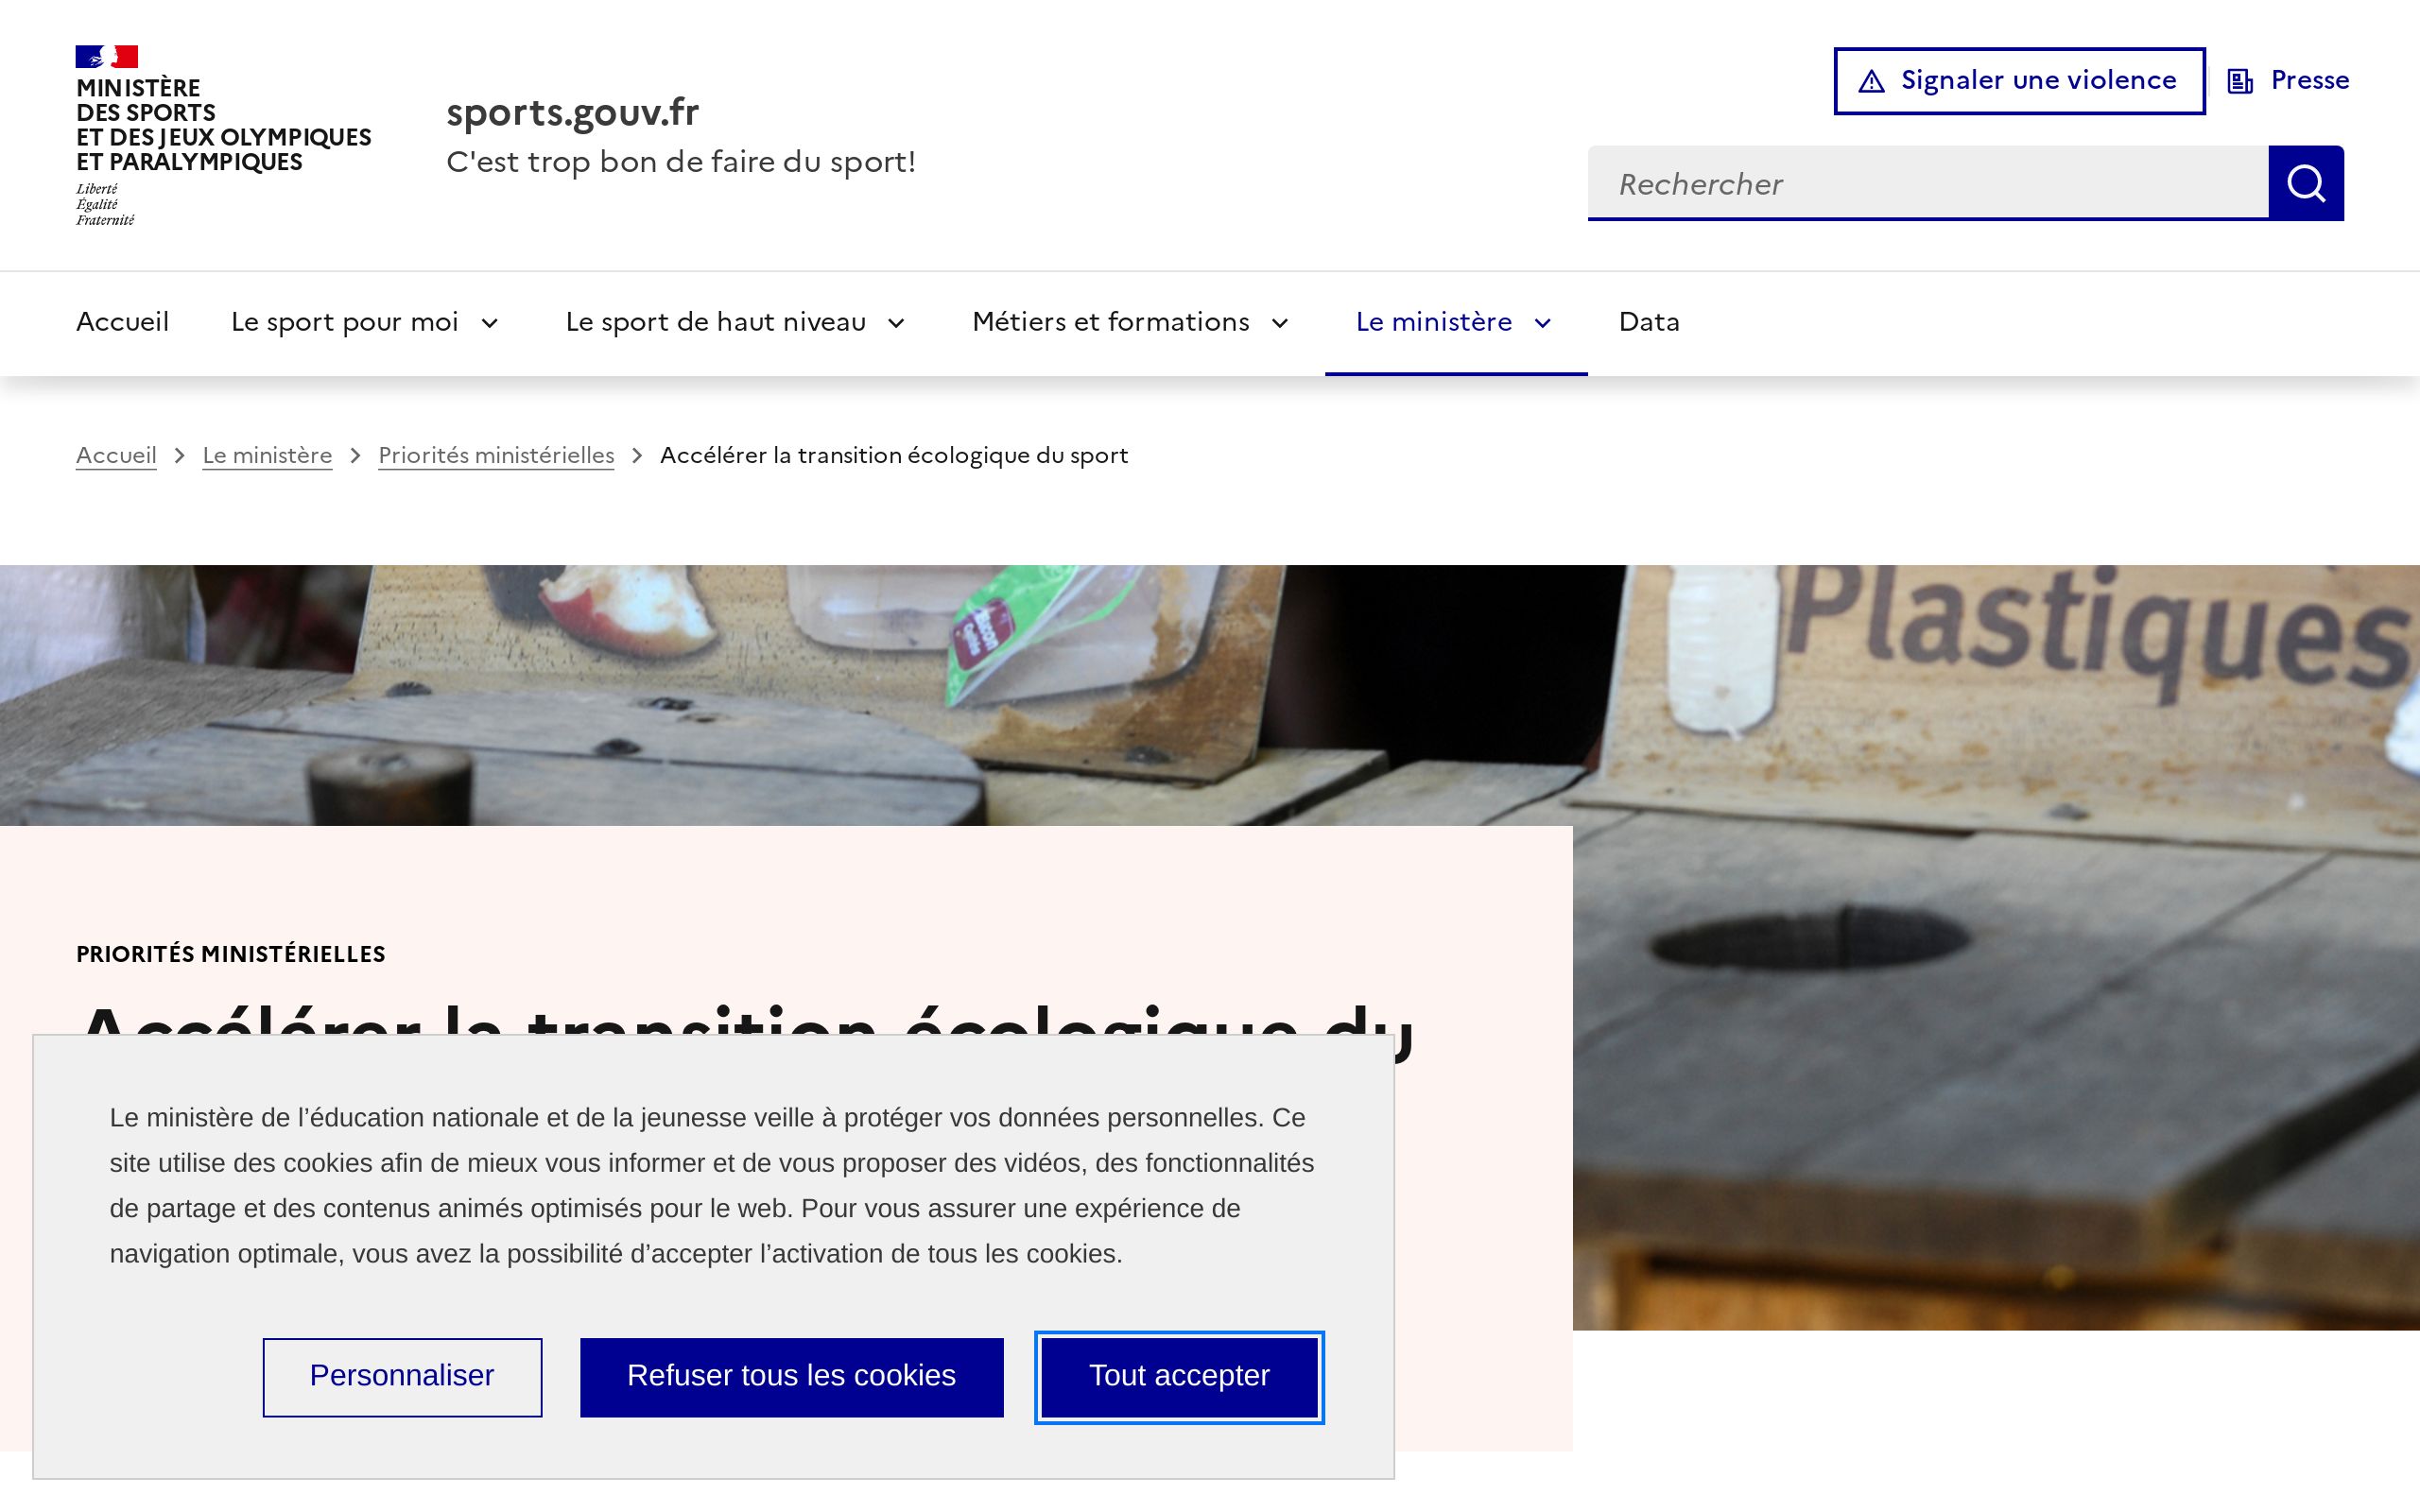 MINISTÈRE
DES SPORTS
ET DES JEUX OLYMPIQUES
ET PARALYMPIQUES
Liberté
Égalité
Fraternité
sports.gouv.fr
C'est trop bon de faire du sport!
Signaler une violence
Presse
Rechercher
Accueil
Le sport pour moi
Le sport de haut niveau
Métiers et formations
Le ministère
Data
Accueil > Le ministère > Priorités ministérielles > Accélérer la transition écologique du sport
Plastiques
PRIORITÉS MINISTÉRIELLES
Accélérer la transition écologique du
Le ministère de l’éducation nationale et de la jeunesse veille à protéger vos données personnelles. Ce
site utilise des cookies afin de mieux vous informer et de vous proposer des vidéos, des fonctionnalités
de partage et des contenus animés optimisés pour le web. Pour vous assurer une expérience de
navigation optimale, vous avez la possibilité d’accepter l’activation de tous les cookies.
Personnaliser
Refuser tous les cookies
Tout accepter